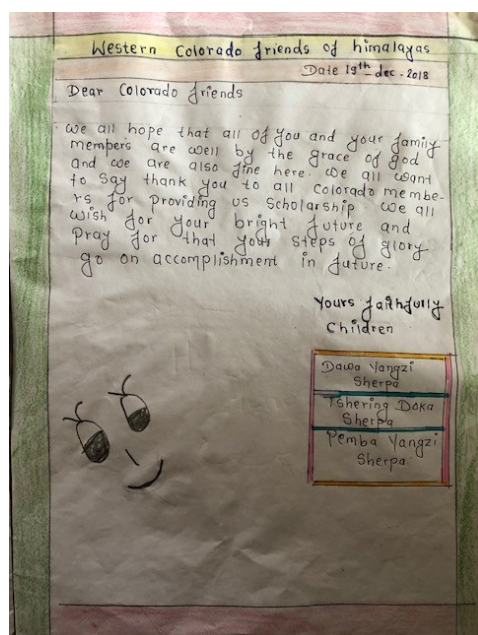 Western Colorado friends of himalayas
Date 19th-dec.2018
Dear Colorado friends
we all hope that all of you and your family
members are well by the grace of god
and we are also fine here. we all want
to say thank you to all colorado membe-
rs for providing us scholarship. we all
wish for your bright future and
pray for that your steps of glory
go on accomplishment in future.
yours faithfully
Children
Dawa Yangzi
Sherpa
Tshering Doka
Sherpa
Pemba Yangzi
Sherpa